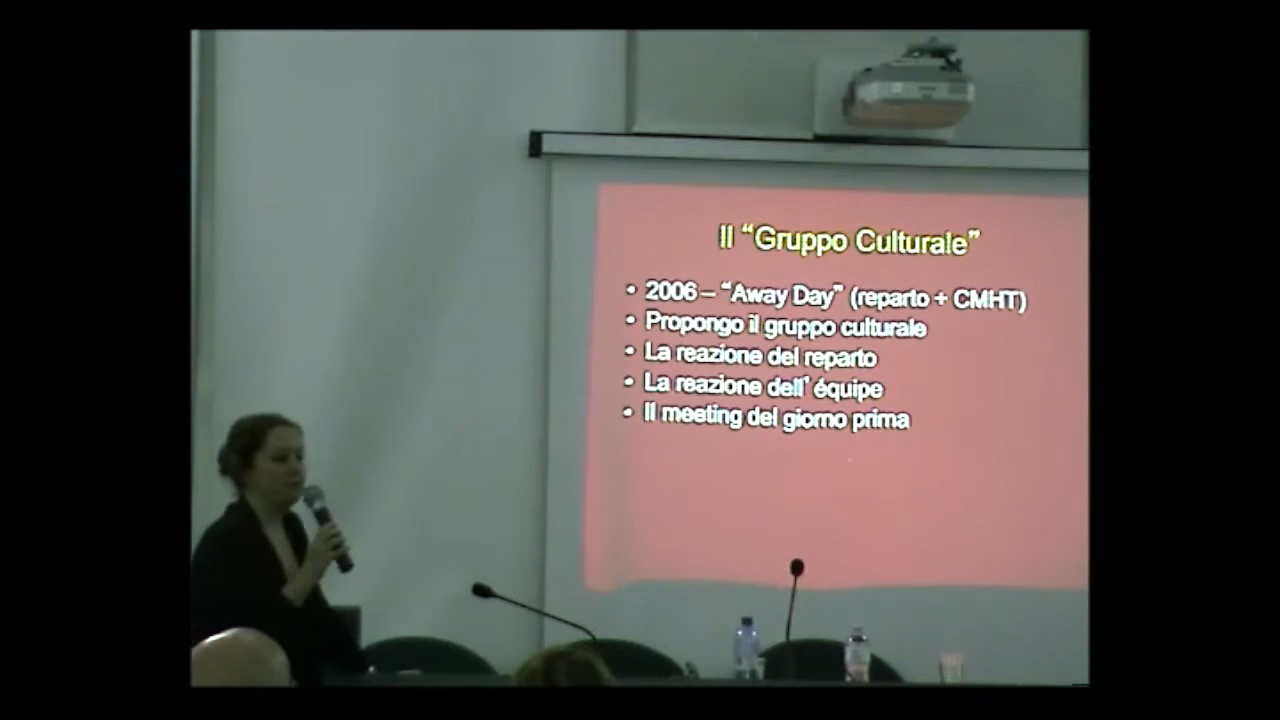 Il “Gruppo Culturale”
• 2006 – “Away Day” (reparto + CMHT)
• Propongo il gruppo culturale
• La reazione del reparto
• La reazione dell’ équipe
• Il meeting del giorno prima